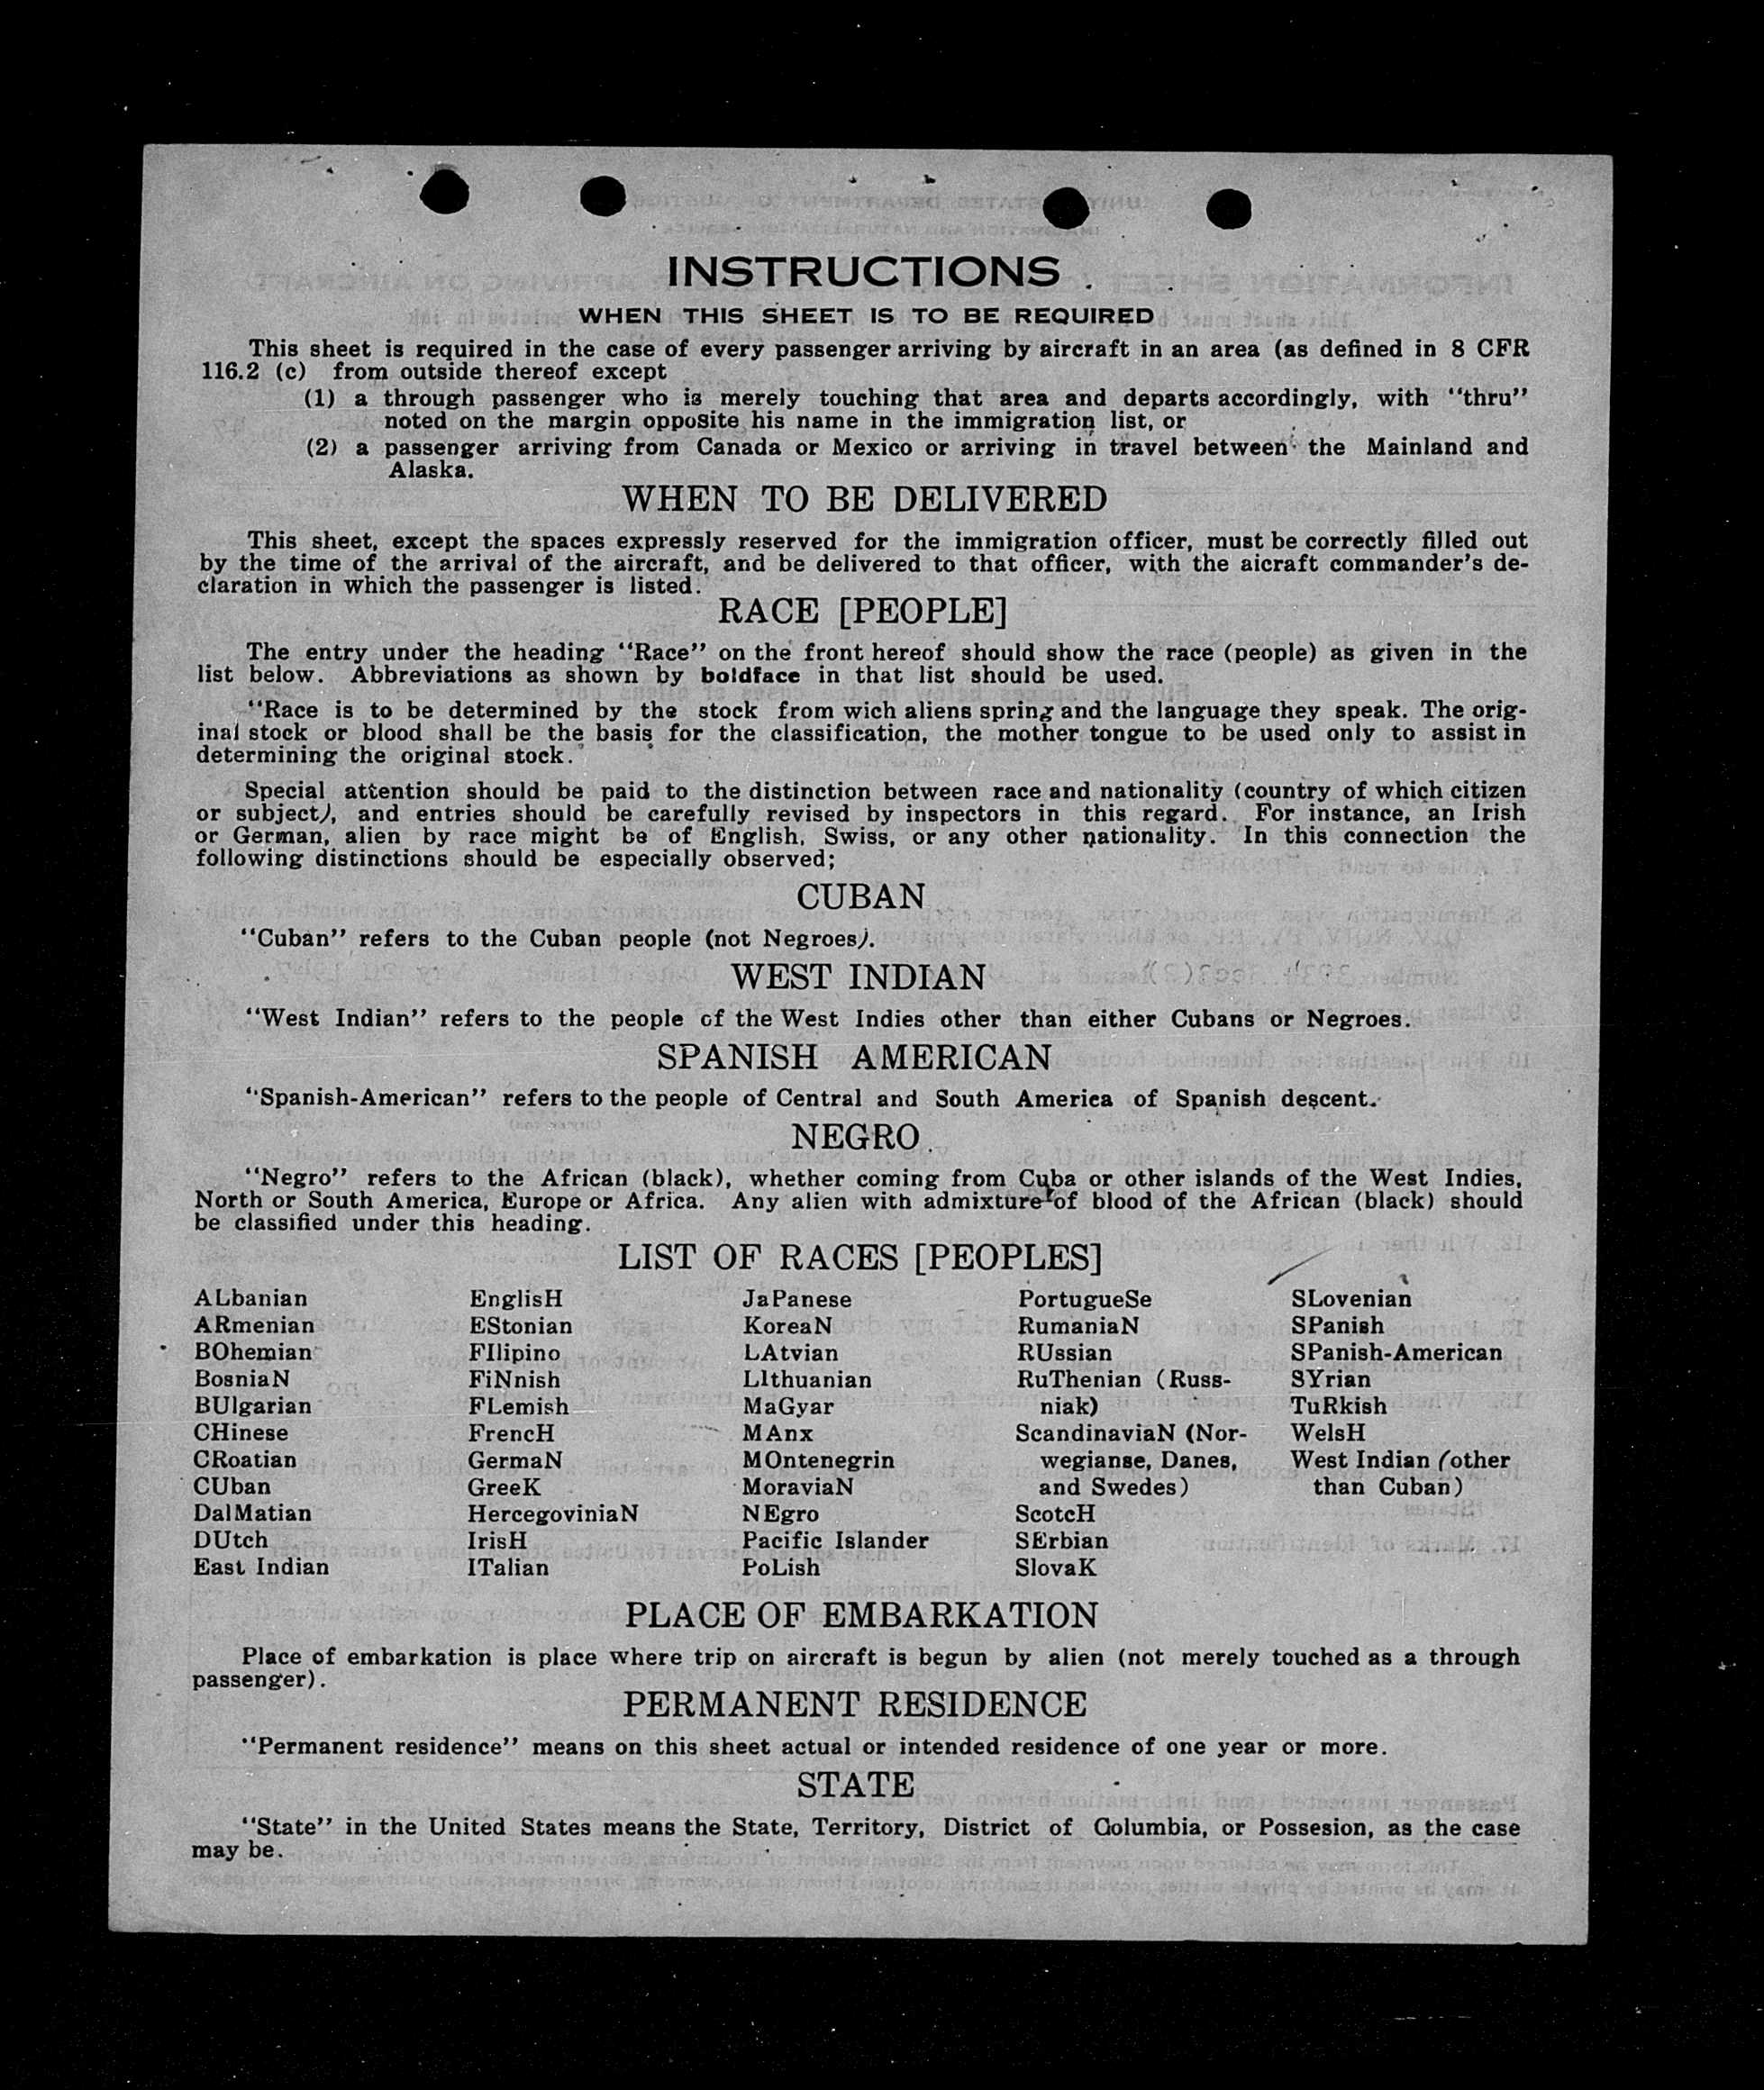 INSTRUCTIONS
WHEN THIS SHEET IS TO BE REQUIRED
This sheet is required in the case of every passenger arriving by aircraft in an area (as defined in 8 CFR
116.2 (c) from outside thereof except
(1) a through passenger who is merely touching that area and departs accordingly, with "thru"
noted on the margin opposite his name in the immigration list, or
(2) a passenger arriving from Canada or Mexico or arriving in travel between the Mainland and
Alaska.
WHEN TO BE DELIVERED
This sheet, except the spaces expressly reserved for the immigration officer, must be correctly filled out
by the time of the arrival of the aircraft, and be delivered to that officer, with the aicraft commander's de-
claration in which the passenger is listed.
RACE [PEOPLE]
The entry under the heading "Race" on the front hereof should show the race (people) as given in the
list below. Abbreviations as shown by boldface in that list should be used.
"Race is to be determined by the stock from wich aliens spring and the language they speak. The orig-
inal stock or blood shall be the basis for the classification, the mother tongue to be used only to assist in
determining the original stock.
Special attention should be paid to the distinction between race and nationality (country of which citizen
or subject), and entries should be carefully revised by inspectors in this regard. For instance, an Irish
or German, alien by race might be of English, Swiss, or any other nationality. In this connection the
following distinctions should be especially observed;
CUBAN
"Cuban" refers to the Cuban people (not Negroes).
WEST INDIAN
"West Indian" refers to the people of the West Indies other than either Cubans or Negroes.
SPANISH AMERICAN
"Spanish-American" refers to the people of Central and South America of Spanish descent.
NEGRO
"Negro" refers to the African (black), whether coming from Cuba or other islands of the West Indies,
North or South America, Europe or Africa. Any alien with admixture of blood of the African (black) should
be classified under this heading.
LIST OF RACES [PEOPLES]
ALbanian
ARmenian
BOhemian
BosniaN
BUlgarian
CHinese
CRoatian
CUban
DalMatian
DUtch
East Indian
EnglisH
EStonian
FIlipino
FiNnish
FLemish
FrencH
GermaN
GreeK
HercegoviniaN
IrisH
ITalian
JaPanese
KoreaN
LAtvian
LIthuanian
MaGyar
MAnx
MOntenegrin
MoraviaN
NEgro
Pacific Islander
PoLish
PortugueSe
RumaniaN
RUssian
RuThenian (Russ-
niak)
ScandinaviaN (Nor-
wegianse, Danes,
and Swedes)
ScotcH
SErbian
SlovaK
SLovenian
SPanish
SPanish-American
SYrian
TuRkish
WelsH
West Indian (other
than Cuban)
PLACE OF EMBARKATION
Place of embarkation is place where trip on aircraft is begun by alien (not merely touched as a through
passenger).
PERMANENT RESIDENCE
"Permanent residence" means on this sheet actual or intended residence of one year or more.
STATE
"State" in the United States means the State, Territory, District of Columbia, or Possesion, as the case
may be.